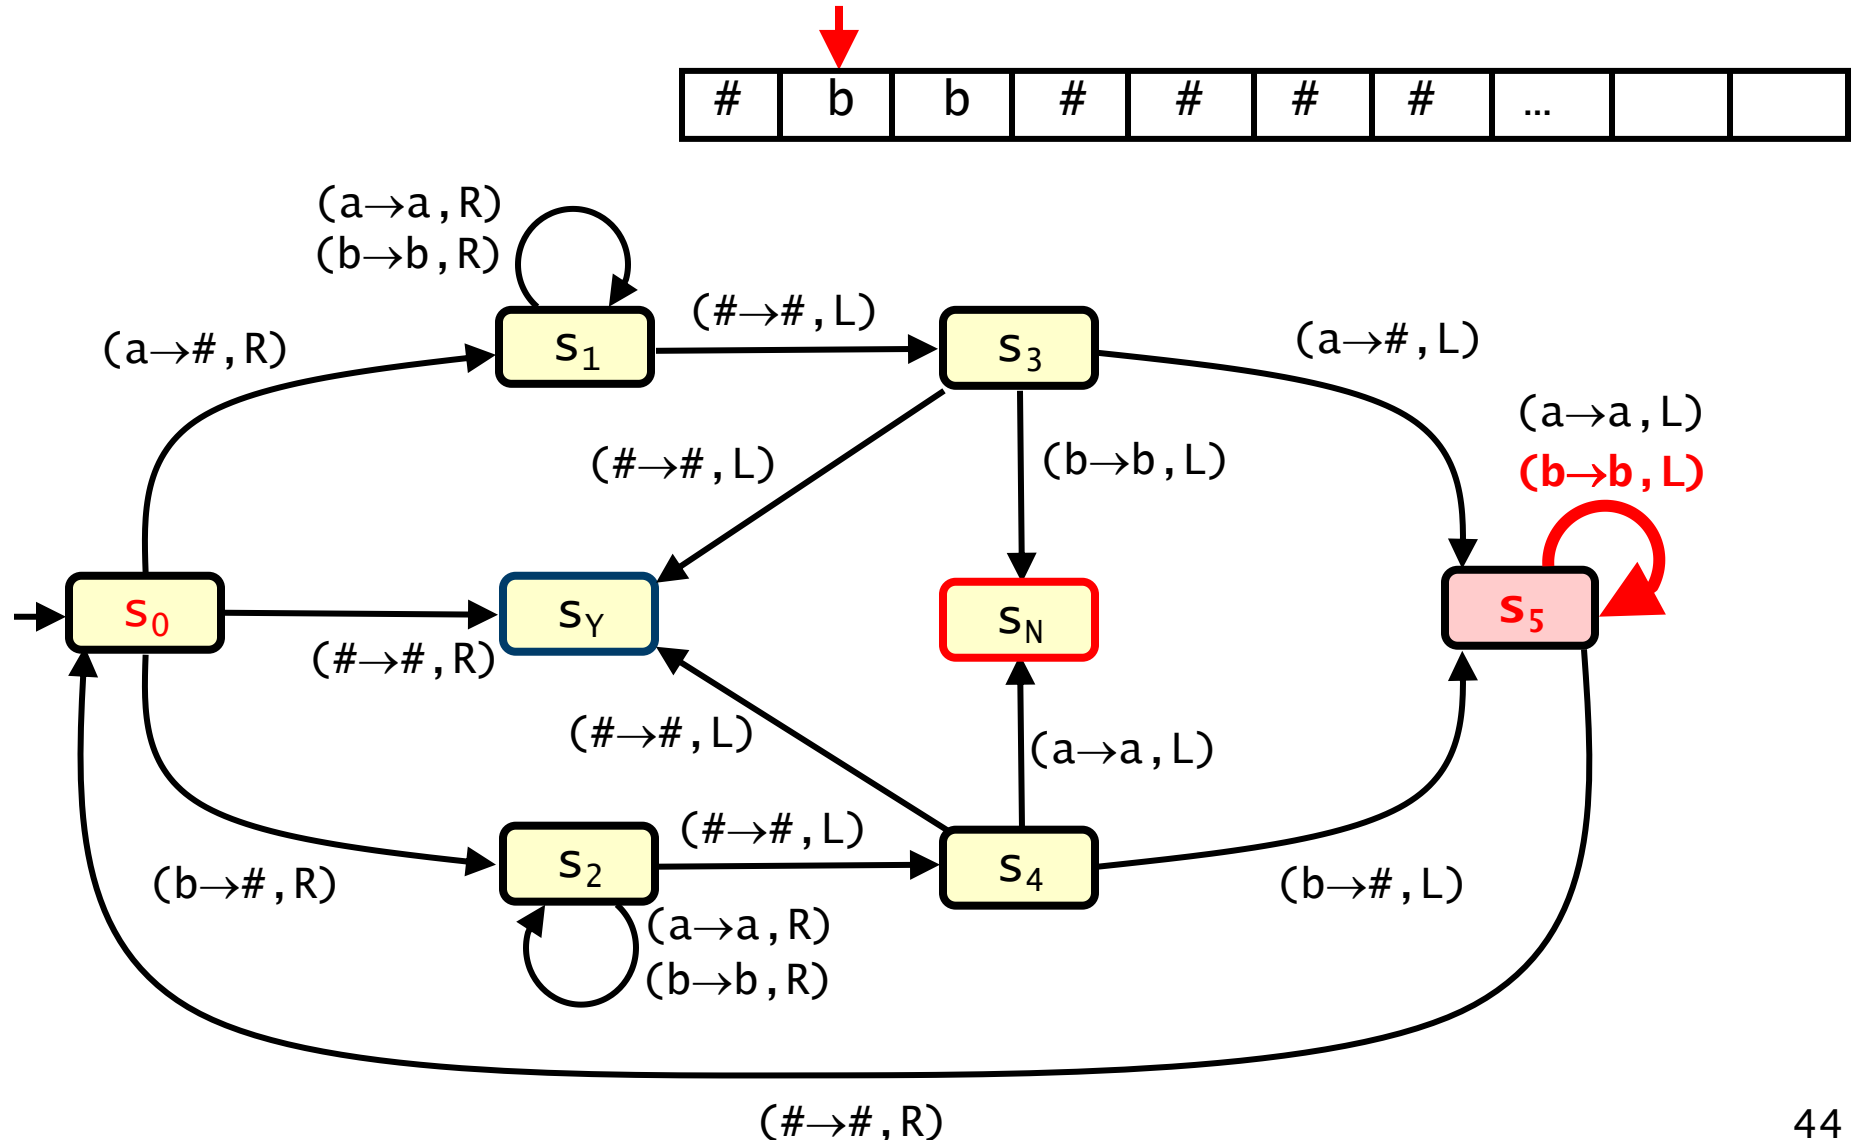 # b b # # # # ...
(a→a,R)
(b→b,R)
(a→#,R)
s1
(#→#,L)
s3
(a→#,L)
(#→#,L)
(b→b,L)
(a→a,L)
(b→b,L)
s0
(#→#,R)
sY
sN
s5
(#→#,L)
(a→a,L)
(b→#,R)
s2
(#→#,L)
s4
(b→#,L)
(a→a,R)
(b→b,R)
(#→#,R)
44